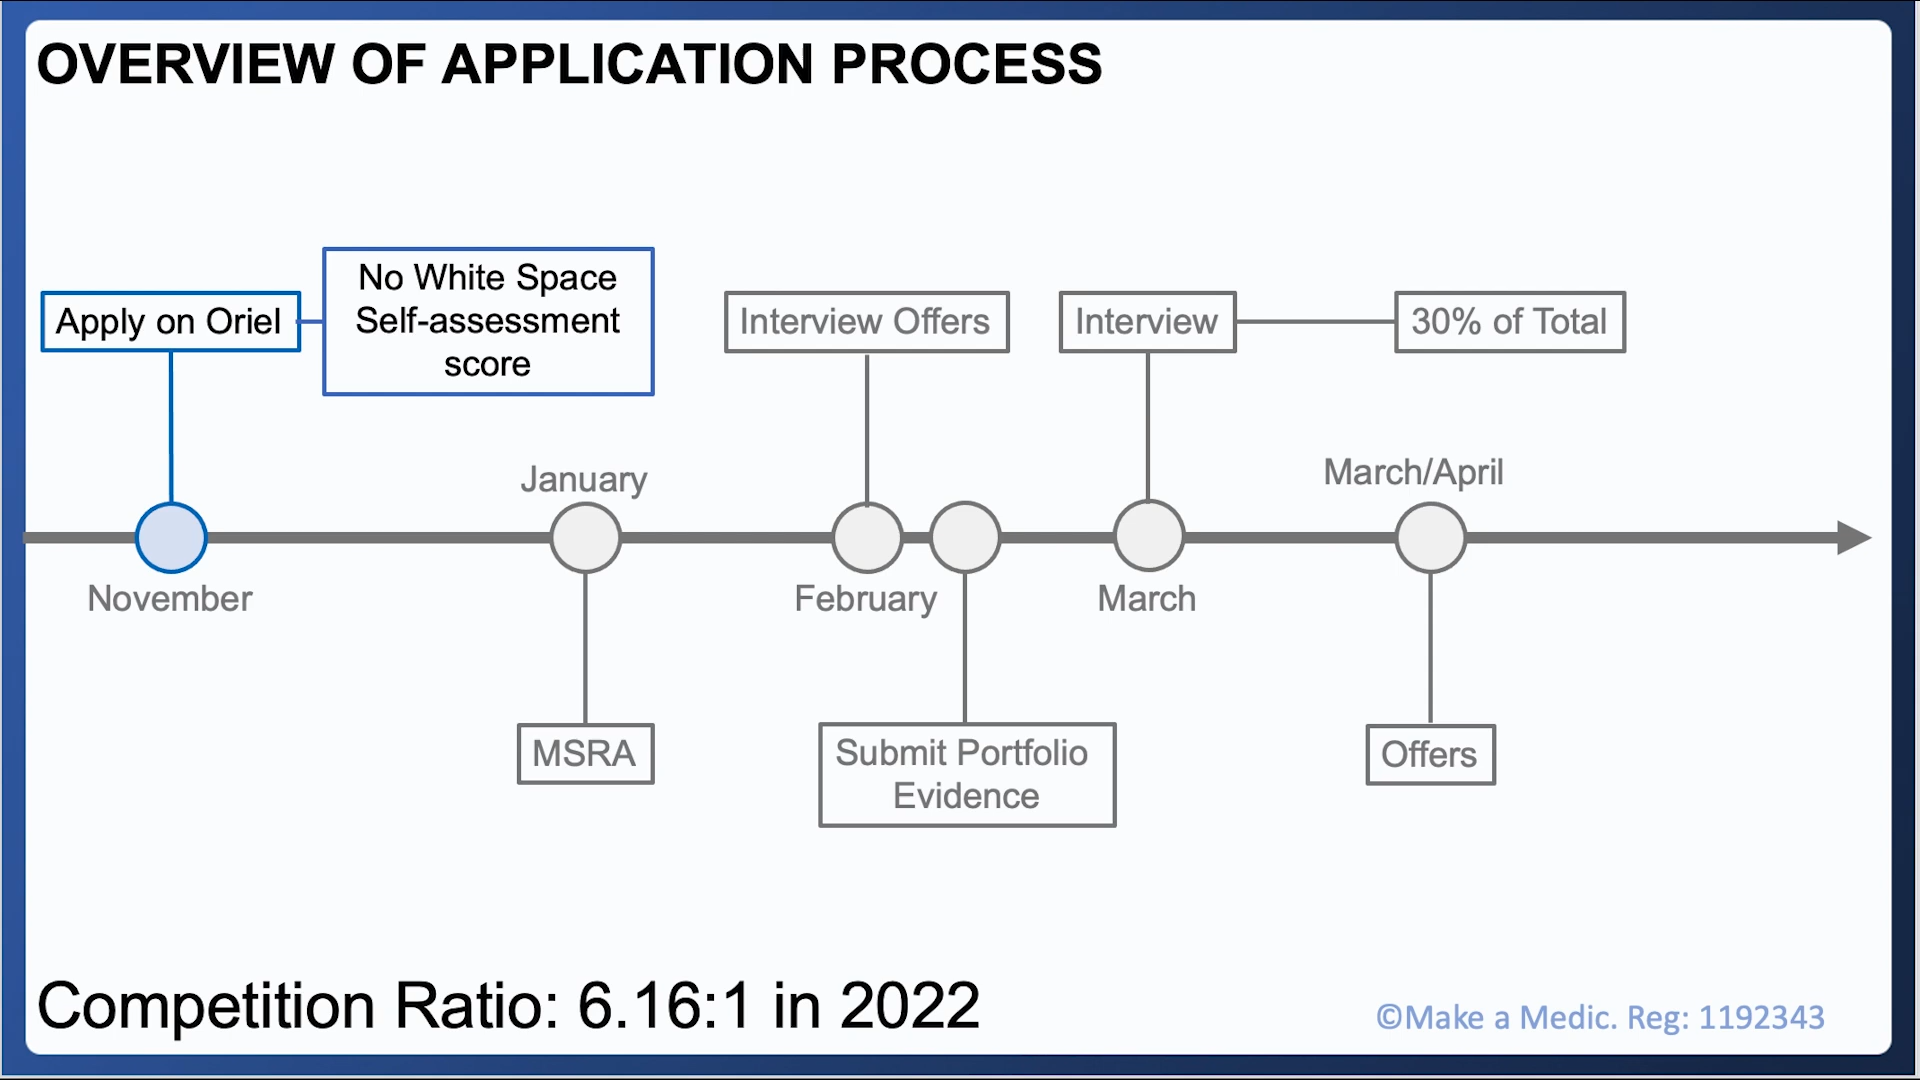 OVERVIEW OF APPLICATION PROCESS
No White Space
Self-assessment
score
Apply on Oriel
Interview Offers
Interview
30% of Total
January
March/April
November
February
March
MSRA
Submit Portfolio
Evidence
Offers
Competition Ratio: 6.16:1 in 2022
©Make a Medic. Reg: 1192343